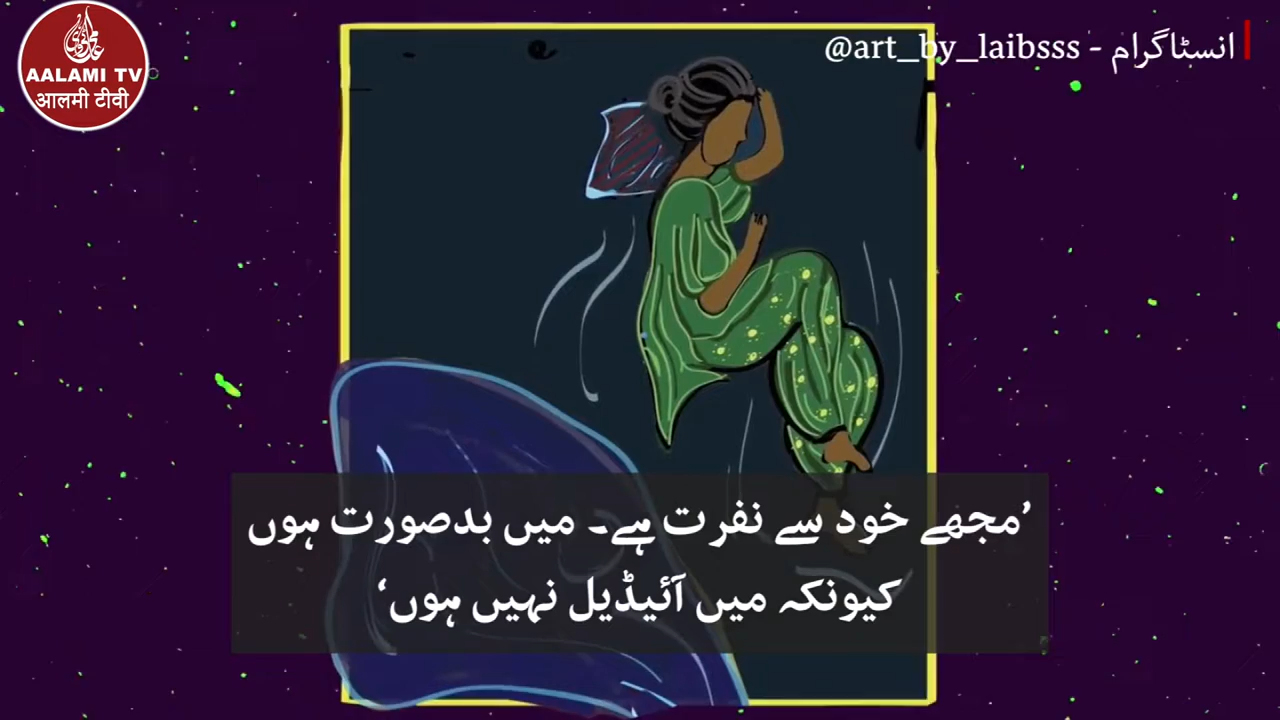 AALAMI TV
आलमी टीवी
انسٹاگرام - @art_by_laibsss
’مجھے خود سے نفرت ہے۔ میں بدصورت ہوں
کیونکہ میں آئیڈیل نہیں ہوں‘